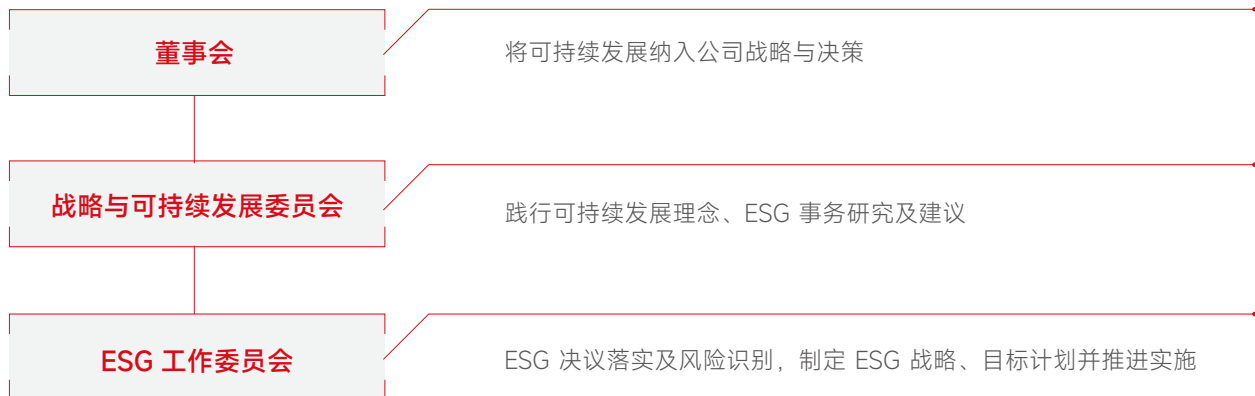 董事会
将可持续发展纳入公司战略与决策
战略与可持续发展委员会
践行可持续发展理念、ESG 事务研究及建议
ESG 工作委员会
ESG 决议落实及风险识别，制定 ESG 战略、目标计划并推进实施